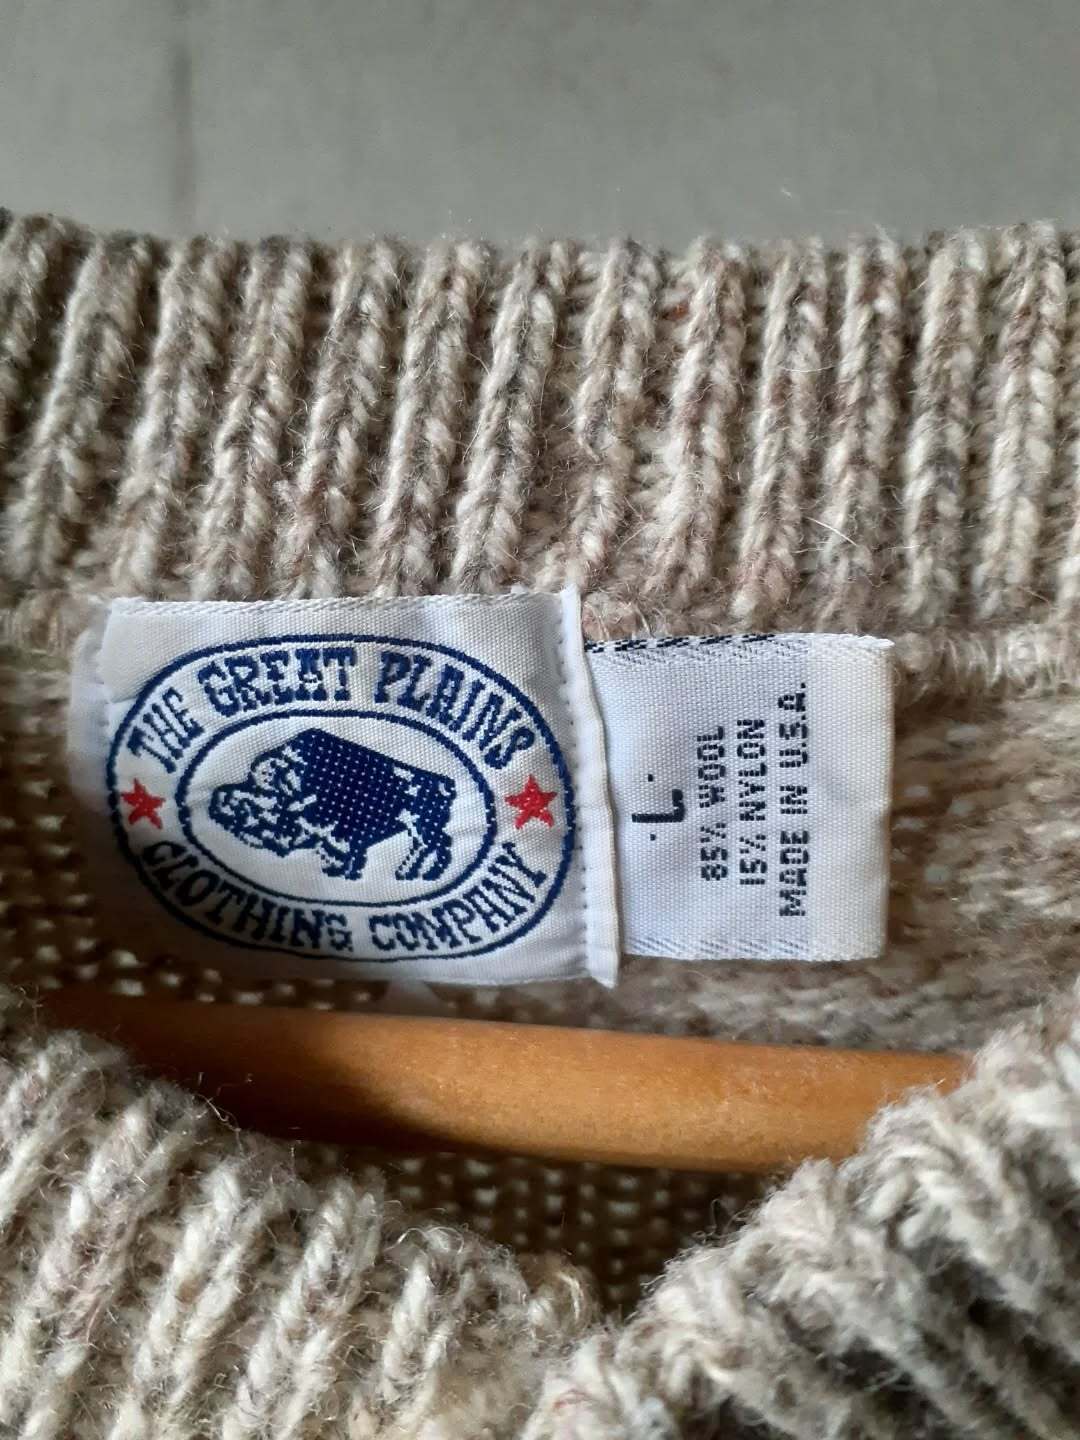 THE GREAT PLAINS
CLOTHING COMPANY
·L·
85% WOOL
15% NYLON
MADE IN U.S.A.